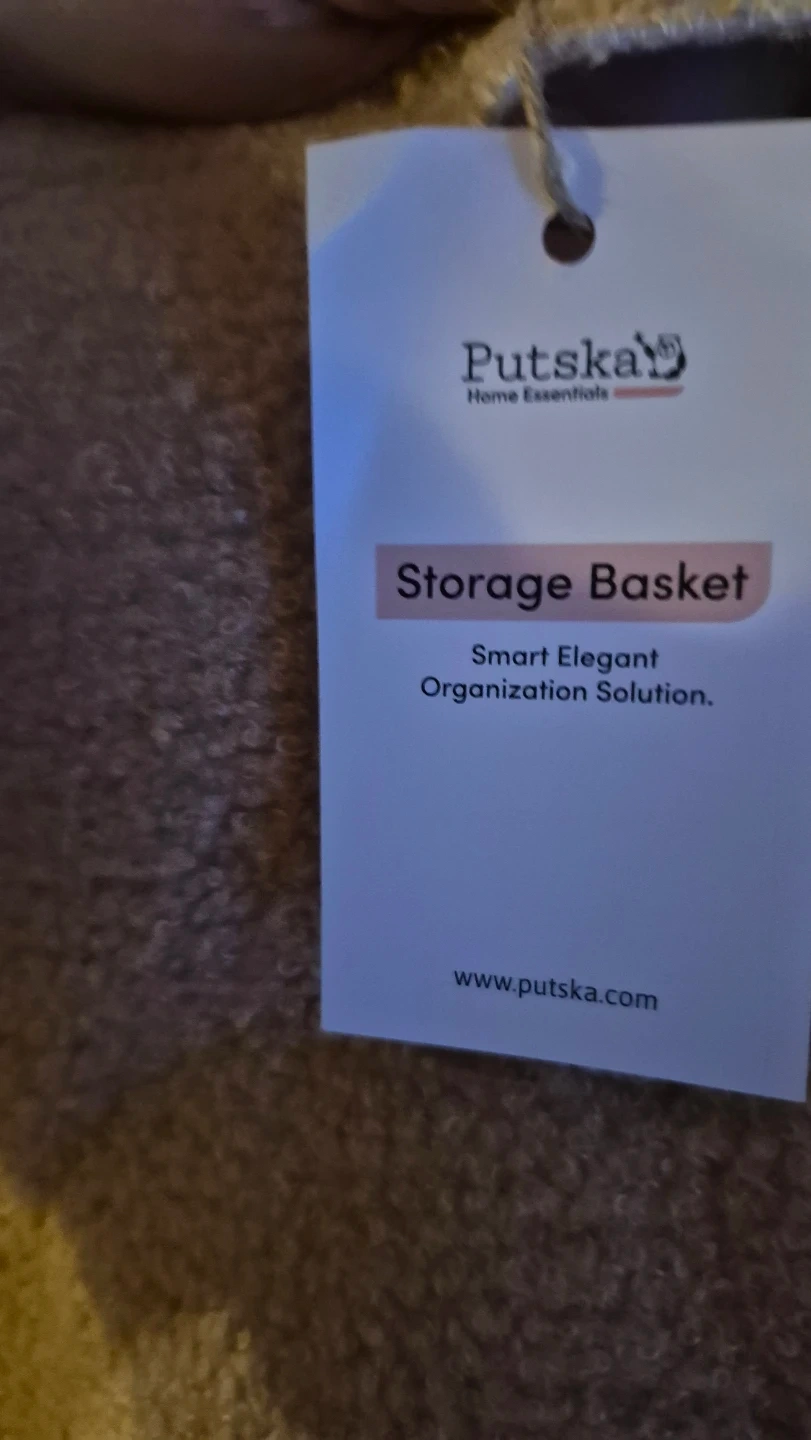 Putska
Home Essentials
Storage Basket
Smart Elegant
Organization Solution.
www.putska.com